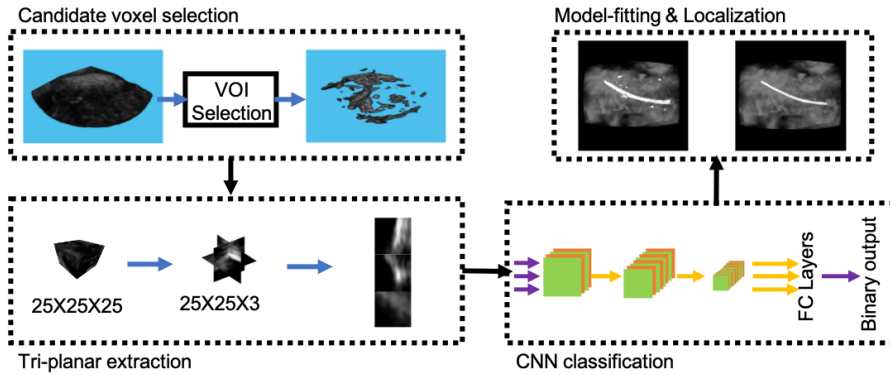 Candidate voxel selection
VOI
Selection
Model-fitting & Localization
25X25X25
25X25X3
Tri-planar extraction
FC Layers
Binary output
CNN classification